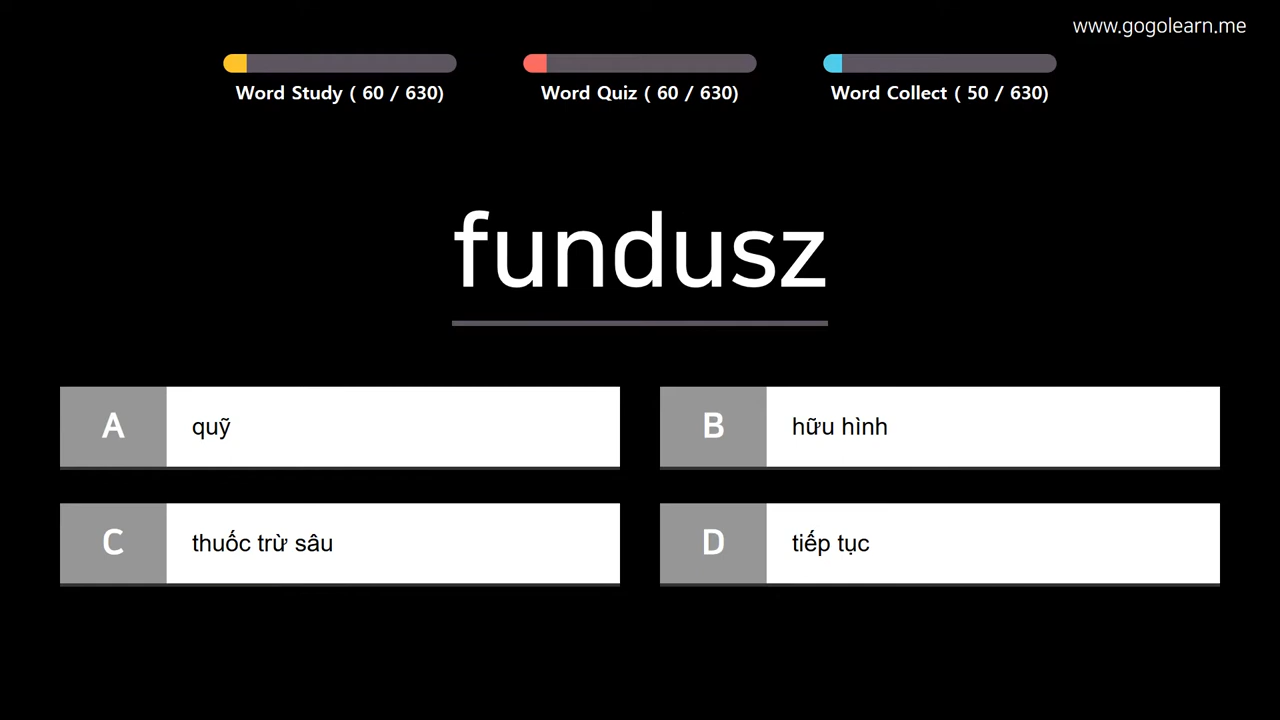 www.gogolearn.me
Word Study ( 60 / 630)
Word Quiz ( 60 / 630)
Word Collect ( 50 / 630)
fundusz
A quỹ
B hữu hình
C thuốc trừ sâu
D tiếp tục